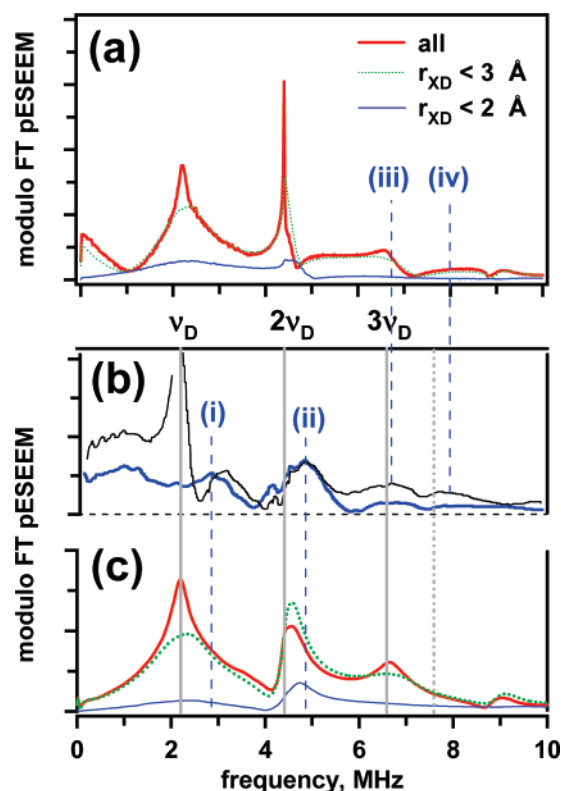 (a)
all
r_XD < 3 Å
r_XD < 2 Å
(iii) (iv)
modulo FT pESEEM
ν_D 2ν_D 3ν_D
(b)
(i)
(ii)
(c)
modulo FT pESEEM
0 2 4 6 8 10
frequency, MHz